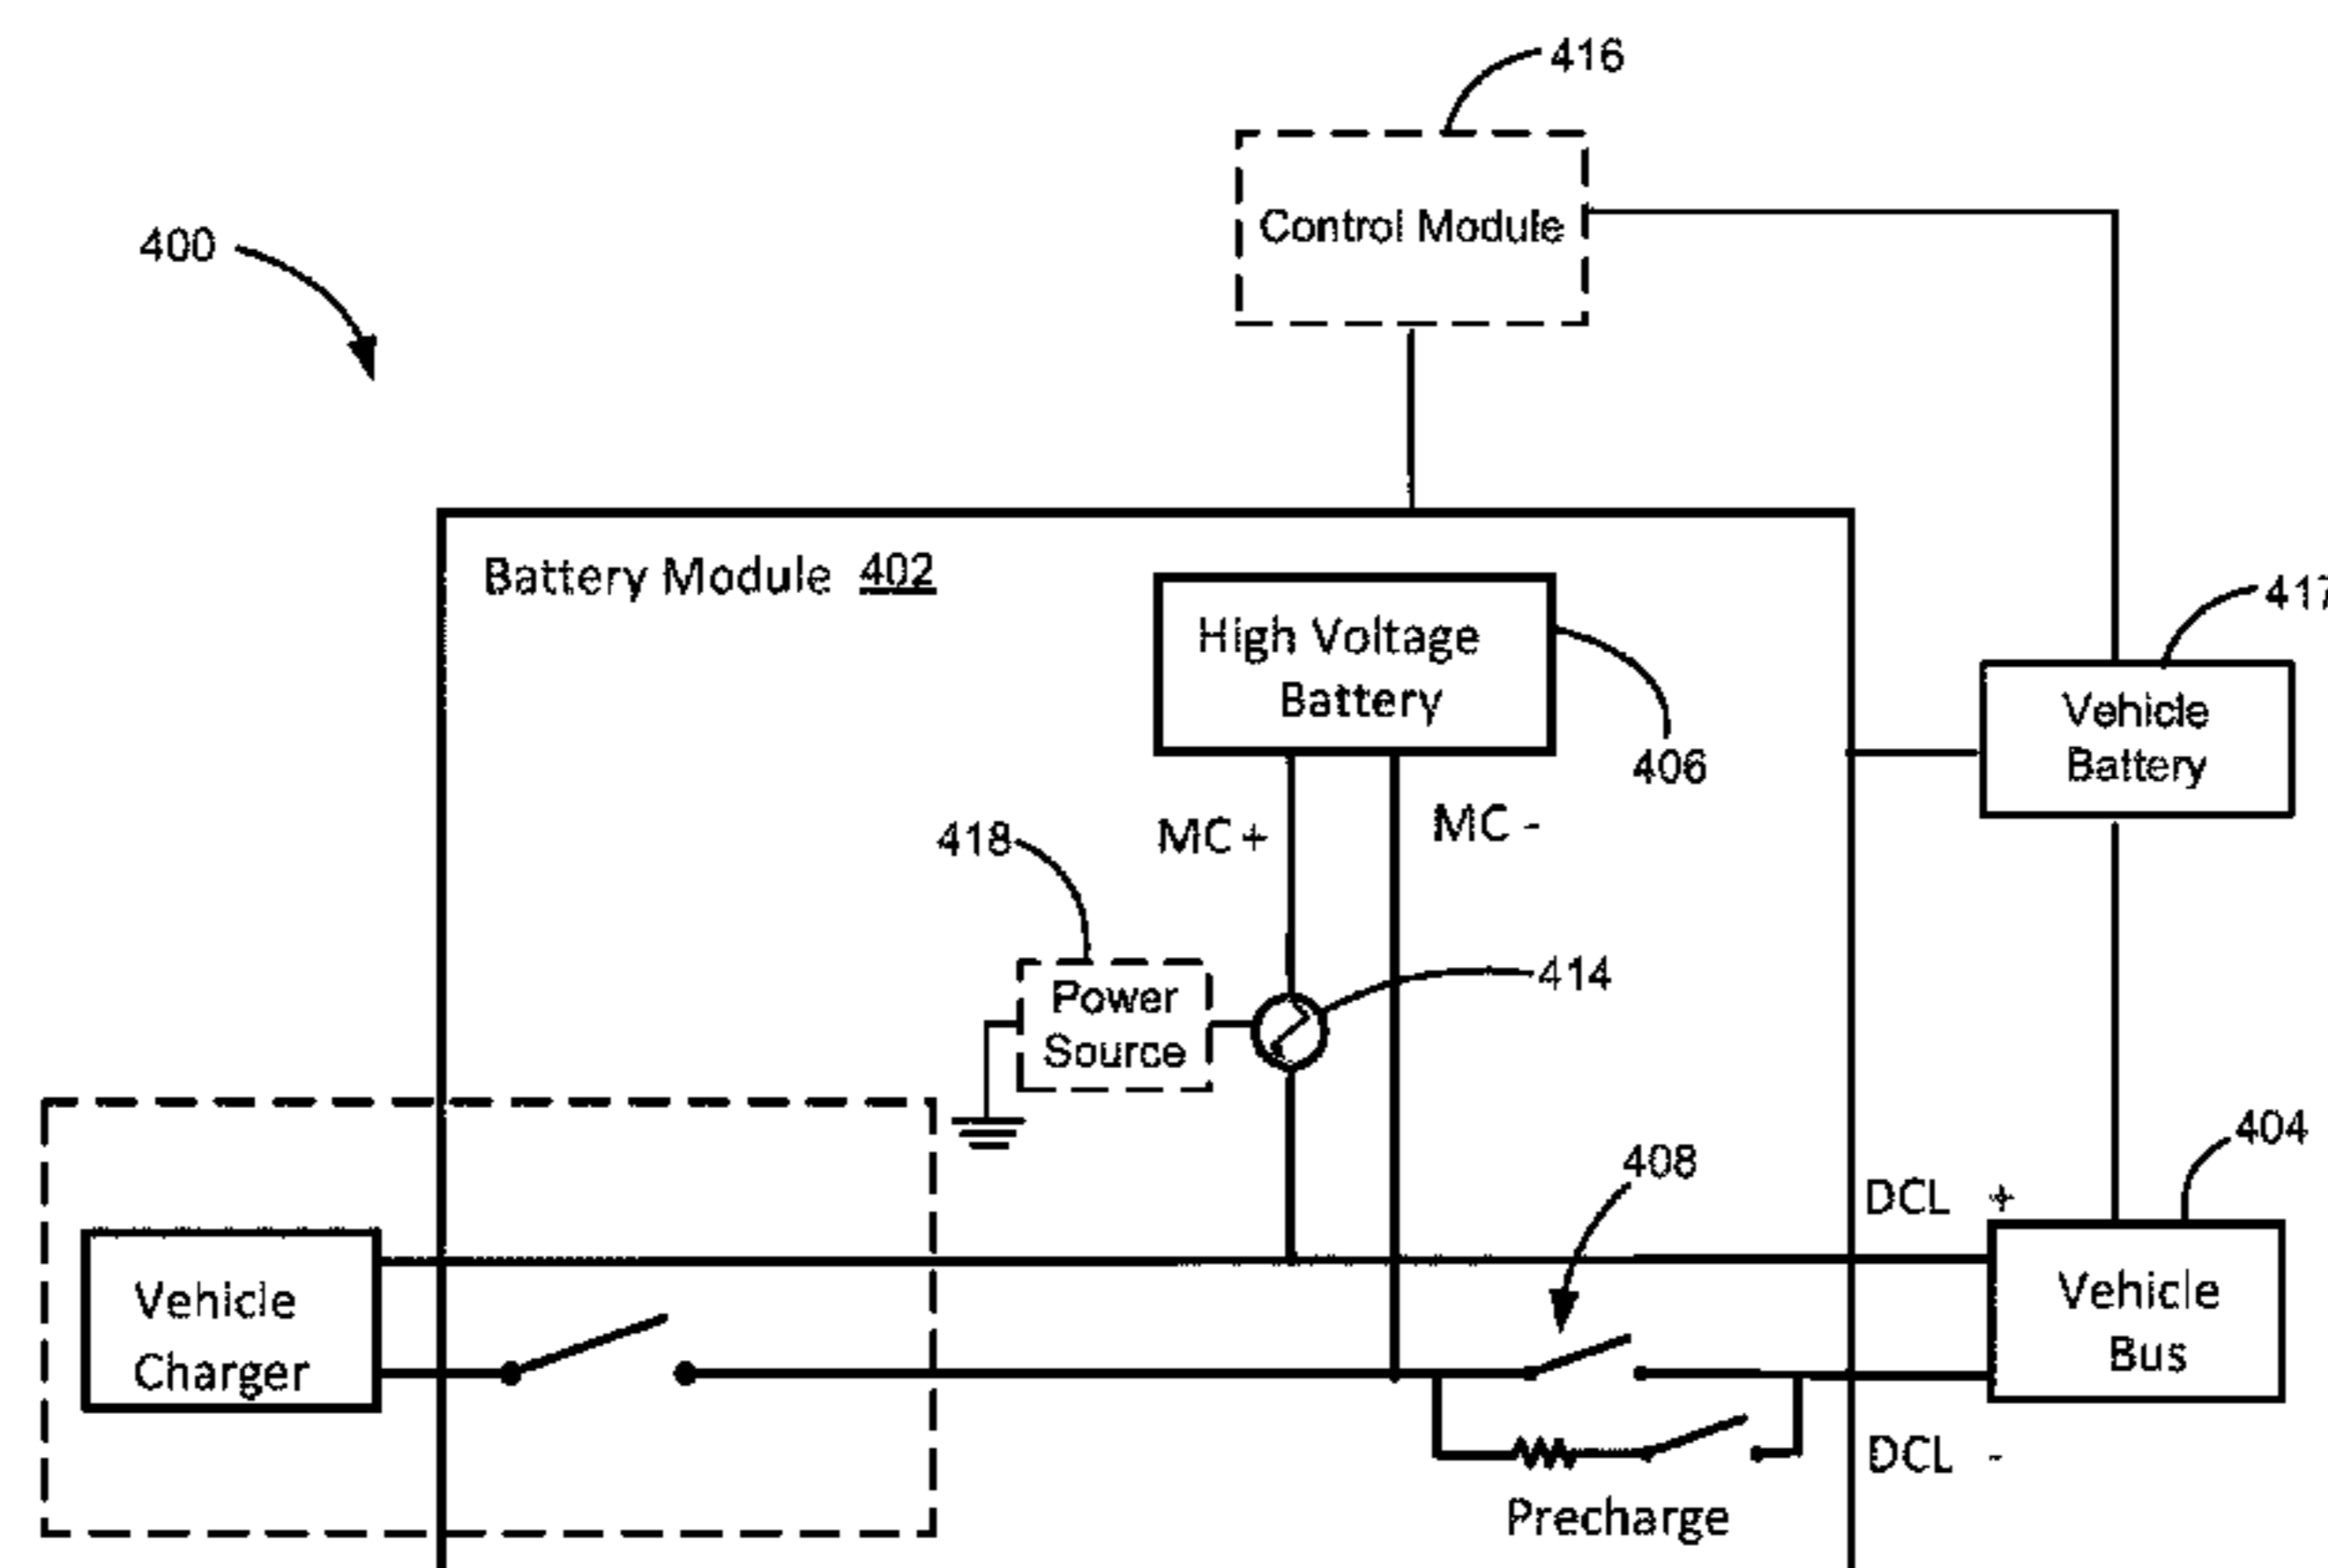 416
Control Module
400
Battery Module 402
High Voltage
Battery
406
417
Vehicle
Battery
MC +
MC -
418
Power
Source
414
408
404
DCL +
Vehicle
Charger
Vehicle
Bus
DCL -
Precharge